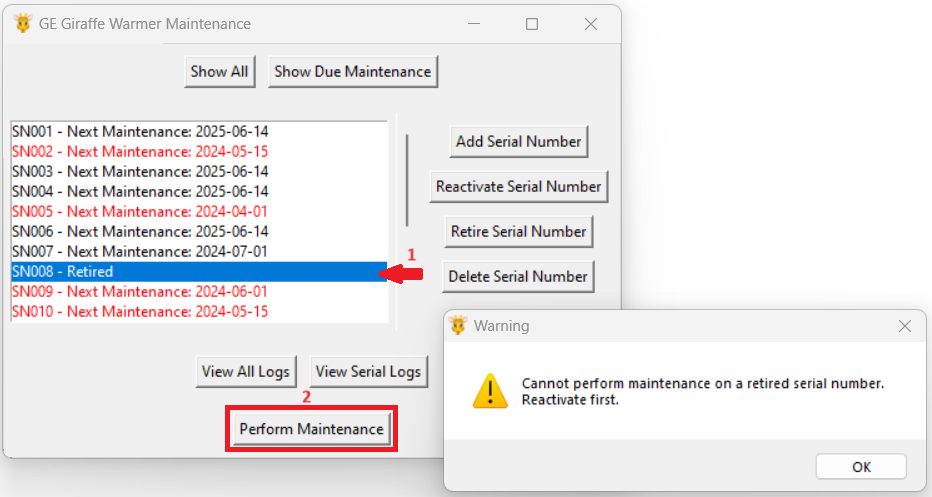 GE Giraffe Warmer Maintenance
Show All
Show Due Maintenance
SN001 - Next Maintenance: 2025-06-14
SN002 - Next Maintenance: 2024-05-15
SN003 - Next Maintenance: 2025-06-14
SN004 - Next Maintenance: 2025-06-14
SN005 - Next Maintenance: 2024-04-01
SN006 - Next Maintenance: 2025-06-14
SN007 - Next Maintenance: 2024-07-01
SN008 - Retired
SN009 - Next Maintenance: 2024-06-01
SN010 - Next Maintenance: 2024-05-15
1
Add Serial Number
Reactivate Serial Number
Retire Serial Number
Delete Serial Number
View All Logs
View Serial Logs
2
Perform Maintenance
Warning
Cannot perform maintenance on a retired serial number.
Reactivate first.
OK